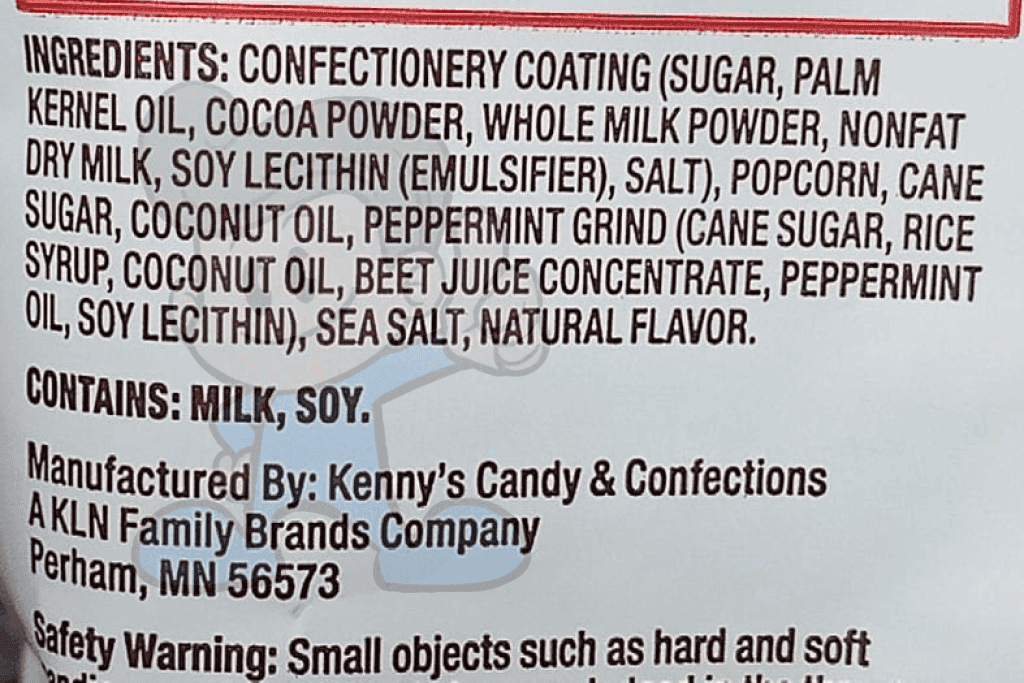 INGREDIENTS: CONFECTIONERY COATING (SUGAR, PALM
KERNEL OIL, COCOA POWDER, WHOLE MILK POWDER, NONFAT
DRY MILK, SOY LECITHIN (EMULSIFIER), SALT), POPCORN, CANE
SUGAR, COCONUT OIL, PEPPERMINT GRIND (CANE SUGAR, RICE
SYRUP, COCONUT OIL, BEET JUICE CONCENTRATE, PEPPERMINT
OIL, SOY LECITHIN), SEA SALT, NATURAL FLAVOR.
CONTAINS: MILK, SOY.
Manufactured By: Kenny's Candy & Confections
A KLN Family Brands Company
Perham, MN 56573
Safety Warning: Small objects such as hard and soft